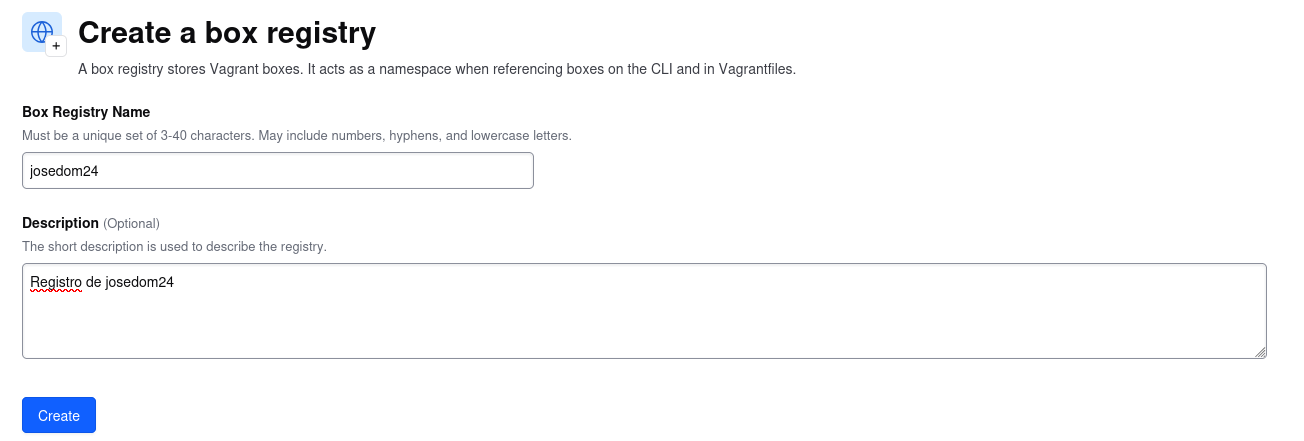 Create a box registry
A box registry stores Vagrant boxes. It acts as a namespace when referencing boxes on the CLI and in Vagrantfiles.
Box Registry Name
Must be a unique set of 3-40 characters. May include numbers, hyphens, and lowercase letters.
josedom24
Description (Optional)
The short description is used to describe the registry.
Registro de josedom24
Create